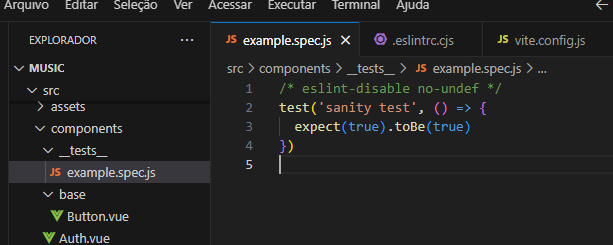 Arquivo Editar Seleção Ver Acessar Executar Terminal Ajuda
EXPLORADOR
MUSIC
src
assets
components
__tests__
JS example.spec.js
base
Button.vue
Auth.vue
JS example.spec.js
.eslintrc.cjs
JS vite.config.js
src > components > __tests__ > JS example.spec.js > ...
1 /* eslint-disable no-undef */
2 test('sanity test', () => {
3 expect(true).toBe(true)
4 })
5